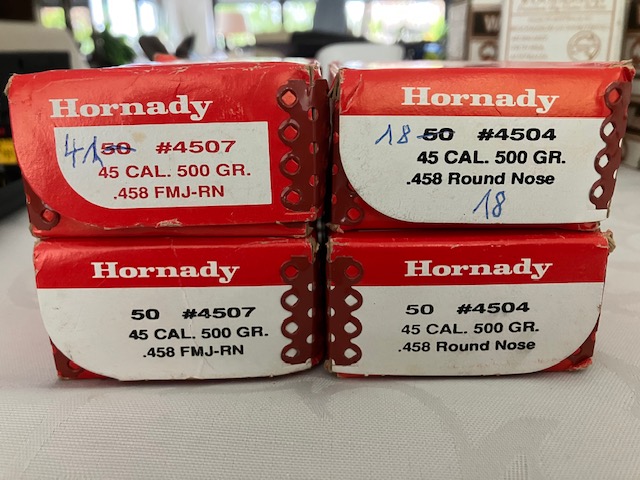 Hornady
41 50 #4507
45 CAL. 500 GR.
.458 FMJ-RN
Hornady
18 50 #4504
45 CAL. 500 GR.
.458 Round Nose
18
Hornady
50 #4507
45 CAL. 500 GR.
.458 FMJ-RN
Hornady
50 #4504
45 CAL. 500 GR.
.458 Round Nose